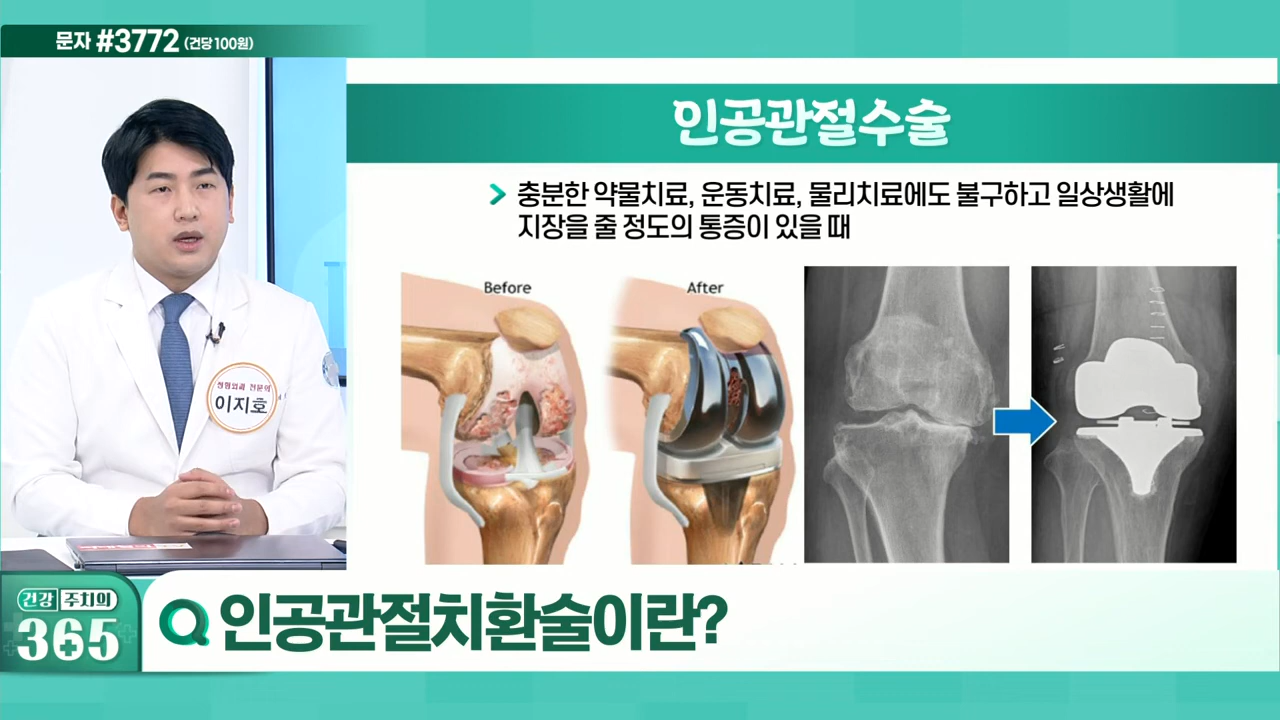 문자 #3772 (건당 100원)
인공관절수술
충분한 약물치료, 운동치료, 물리치료에도 불구하고 일상생활에
지장을 줄 정도의 통증이 있을 때
Before
After
정형외과 전문의
이지호
건강 주치의
365
Q 인공관절치환술이란?